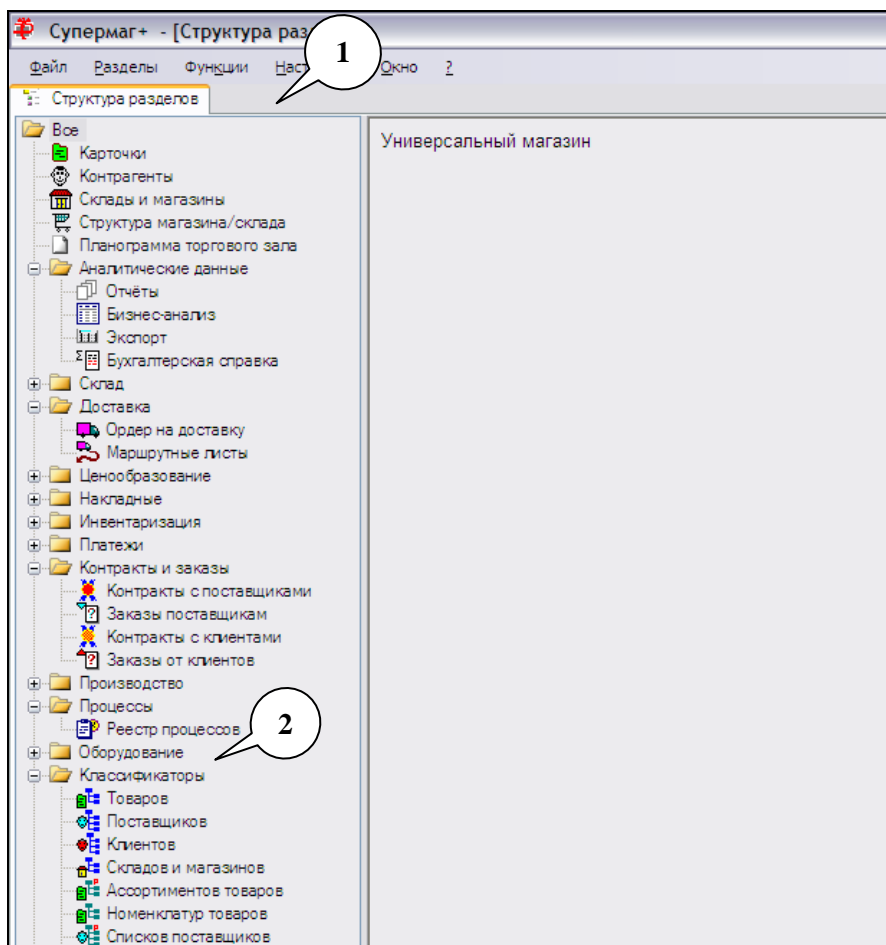 Супермаг+ - [Структура раз
1
Файл Разделы Функции Наст Окно ?
Структура разделов
Все
Универсальный магазин
Карточки
Контрагенты
Склады и магазины
Структура магазина/склада
Планограмма торгового зала
Аналитические данные
Отчёты
Бизнес-анализ
Экспорт
Бухгалтерская справка
Склад
Доставка
Ордер на доставку
Маршрутные листы
Ценообразование
Накладные
Инвентаризация
Платежи
Контракты и заказы
Контракты с поставщиками
Заказы поставщикам
Контракты с клиентами
Заказы от клиентов
Производство
Процессы
Реестр процессов
2
Оборудование
Классификаторы
Товаров
Поставщиков
Клиентов
Складов и магазинов
Ассортиментов товаров
Номенклатур товаров
Списков поставщиков